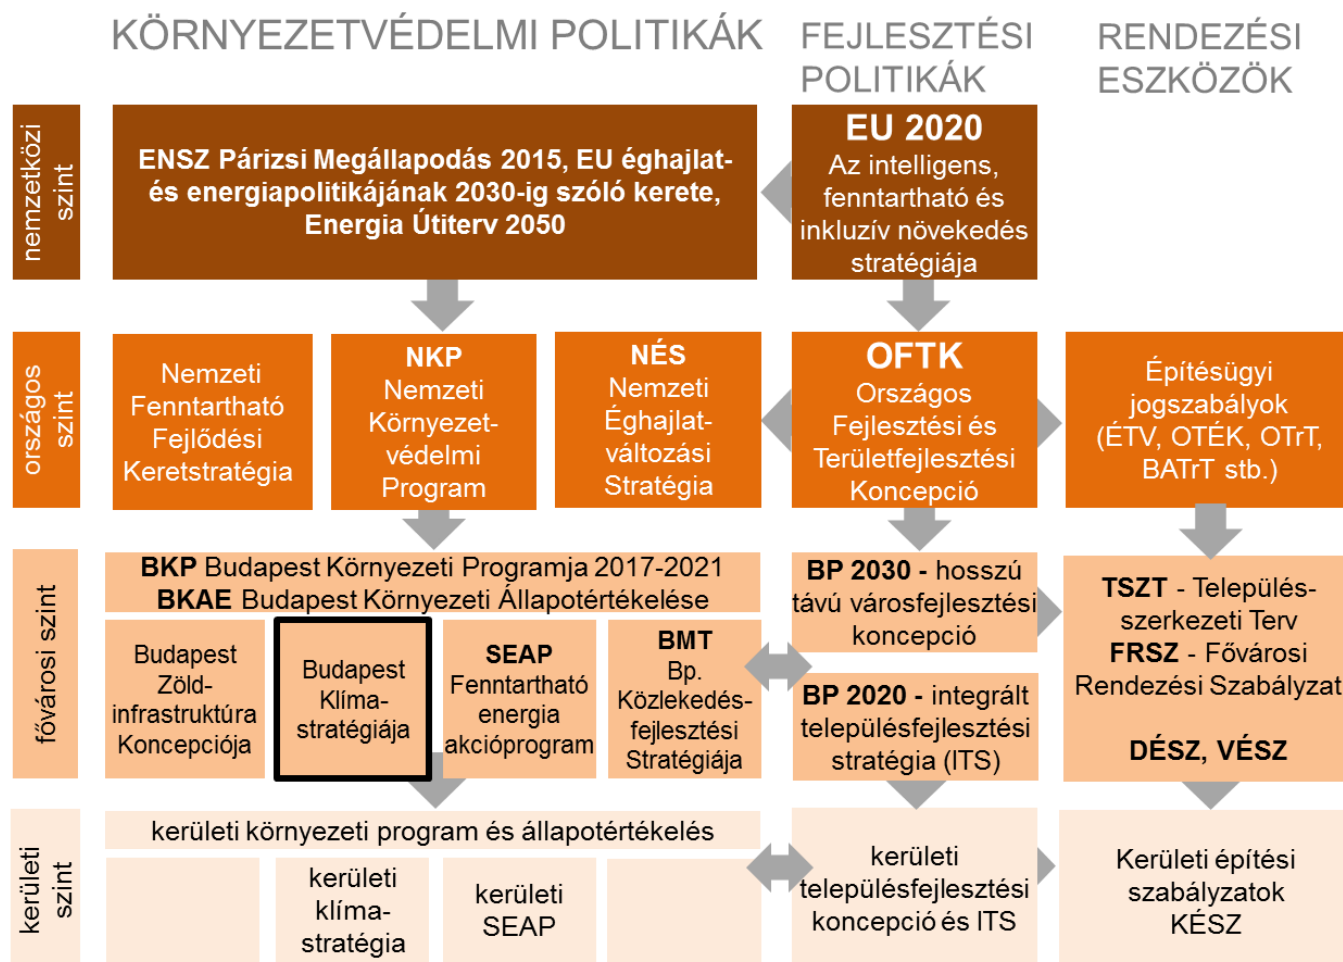 KÖRNYEZETVÉDELMI POLITIKÁK
FEJLESZTÉSI
POLITIKÁK
RENDEZÉSI
ESZKÖZÖK
nemzetközi
szint
ENSZ Párizsi Megállapodás 2015, EU éghajlat-
és energiapolitikájának 2030-ig szóló kerete,
Energia Útiterv 2050
EU 2020
Az intelligens,
fenntartható és
inkluzív növekedés
stratégiája
országos
szint
Nemzeti
Fenntartható
Fejlődési
Keretstratégia
NKP
Nemzeti
Környezet-
védelmi
Program
NÉS
Nemzeti
Éghajlat-
változási
Stratégia
OFTK
Országos
Fejlesztési és
Területfejlesztési
Koncepció
Építésügyi
jogszabályok
(ÉTV, OTÉK, OTrT,
BATrT stb.)
fővárosi szint
BKP Budapest Környezeti Programja 2017-2021
BKAE Budapest Környezeti Állapotértékelése
Budapest
Zöld-
infrastruktúra
Koncepciója
Budapest
Klíma-
stratégiája
SEAP
Fenntartható
energia
akcióprogram
BMT
Bp.
Közlekedés-
fejlesztési
Stratégiája
BP 2030 - hosszú
távú városfejlesztési
koncepció
BP 2020 - integrált
településfejlesztési
stratégia (ITS)
TSZT - Település-
szerkezeti Terv
FRSZ - Fővárosi
Rendezési Szabályzat
DÉSZ, VÉSZ
kerületi
szint
kerületi környezeti program és állapotértékelés
kerületi
klíma-
stratégia
kerületi
SEAP
kerületi
településfejlesztési
koncepció és ITS
Kerületi építési
szabályzatok
KÉSZ